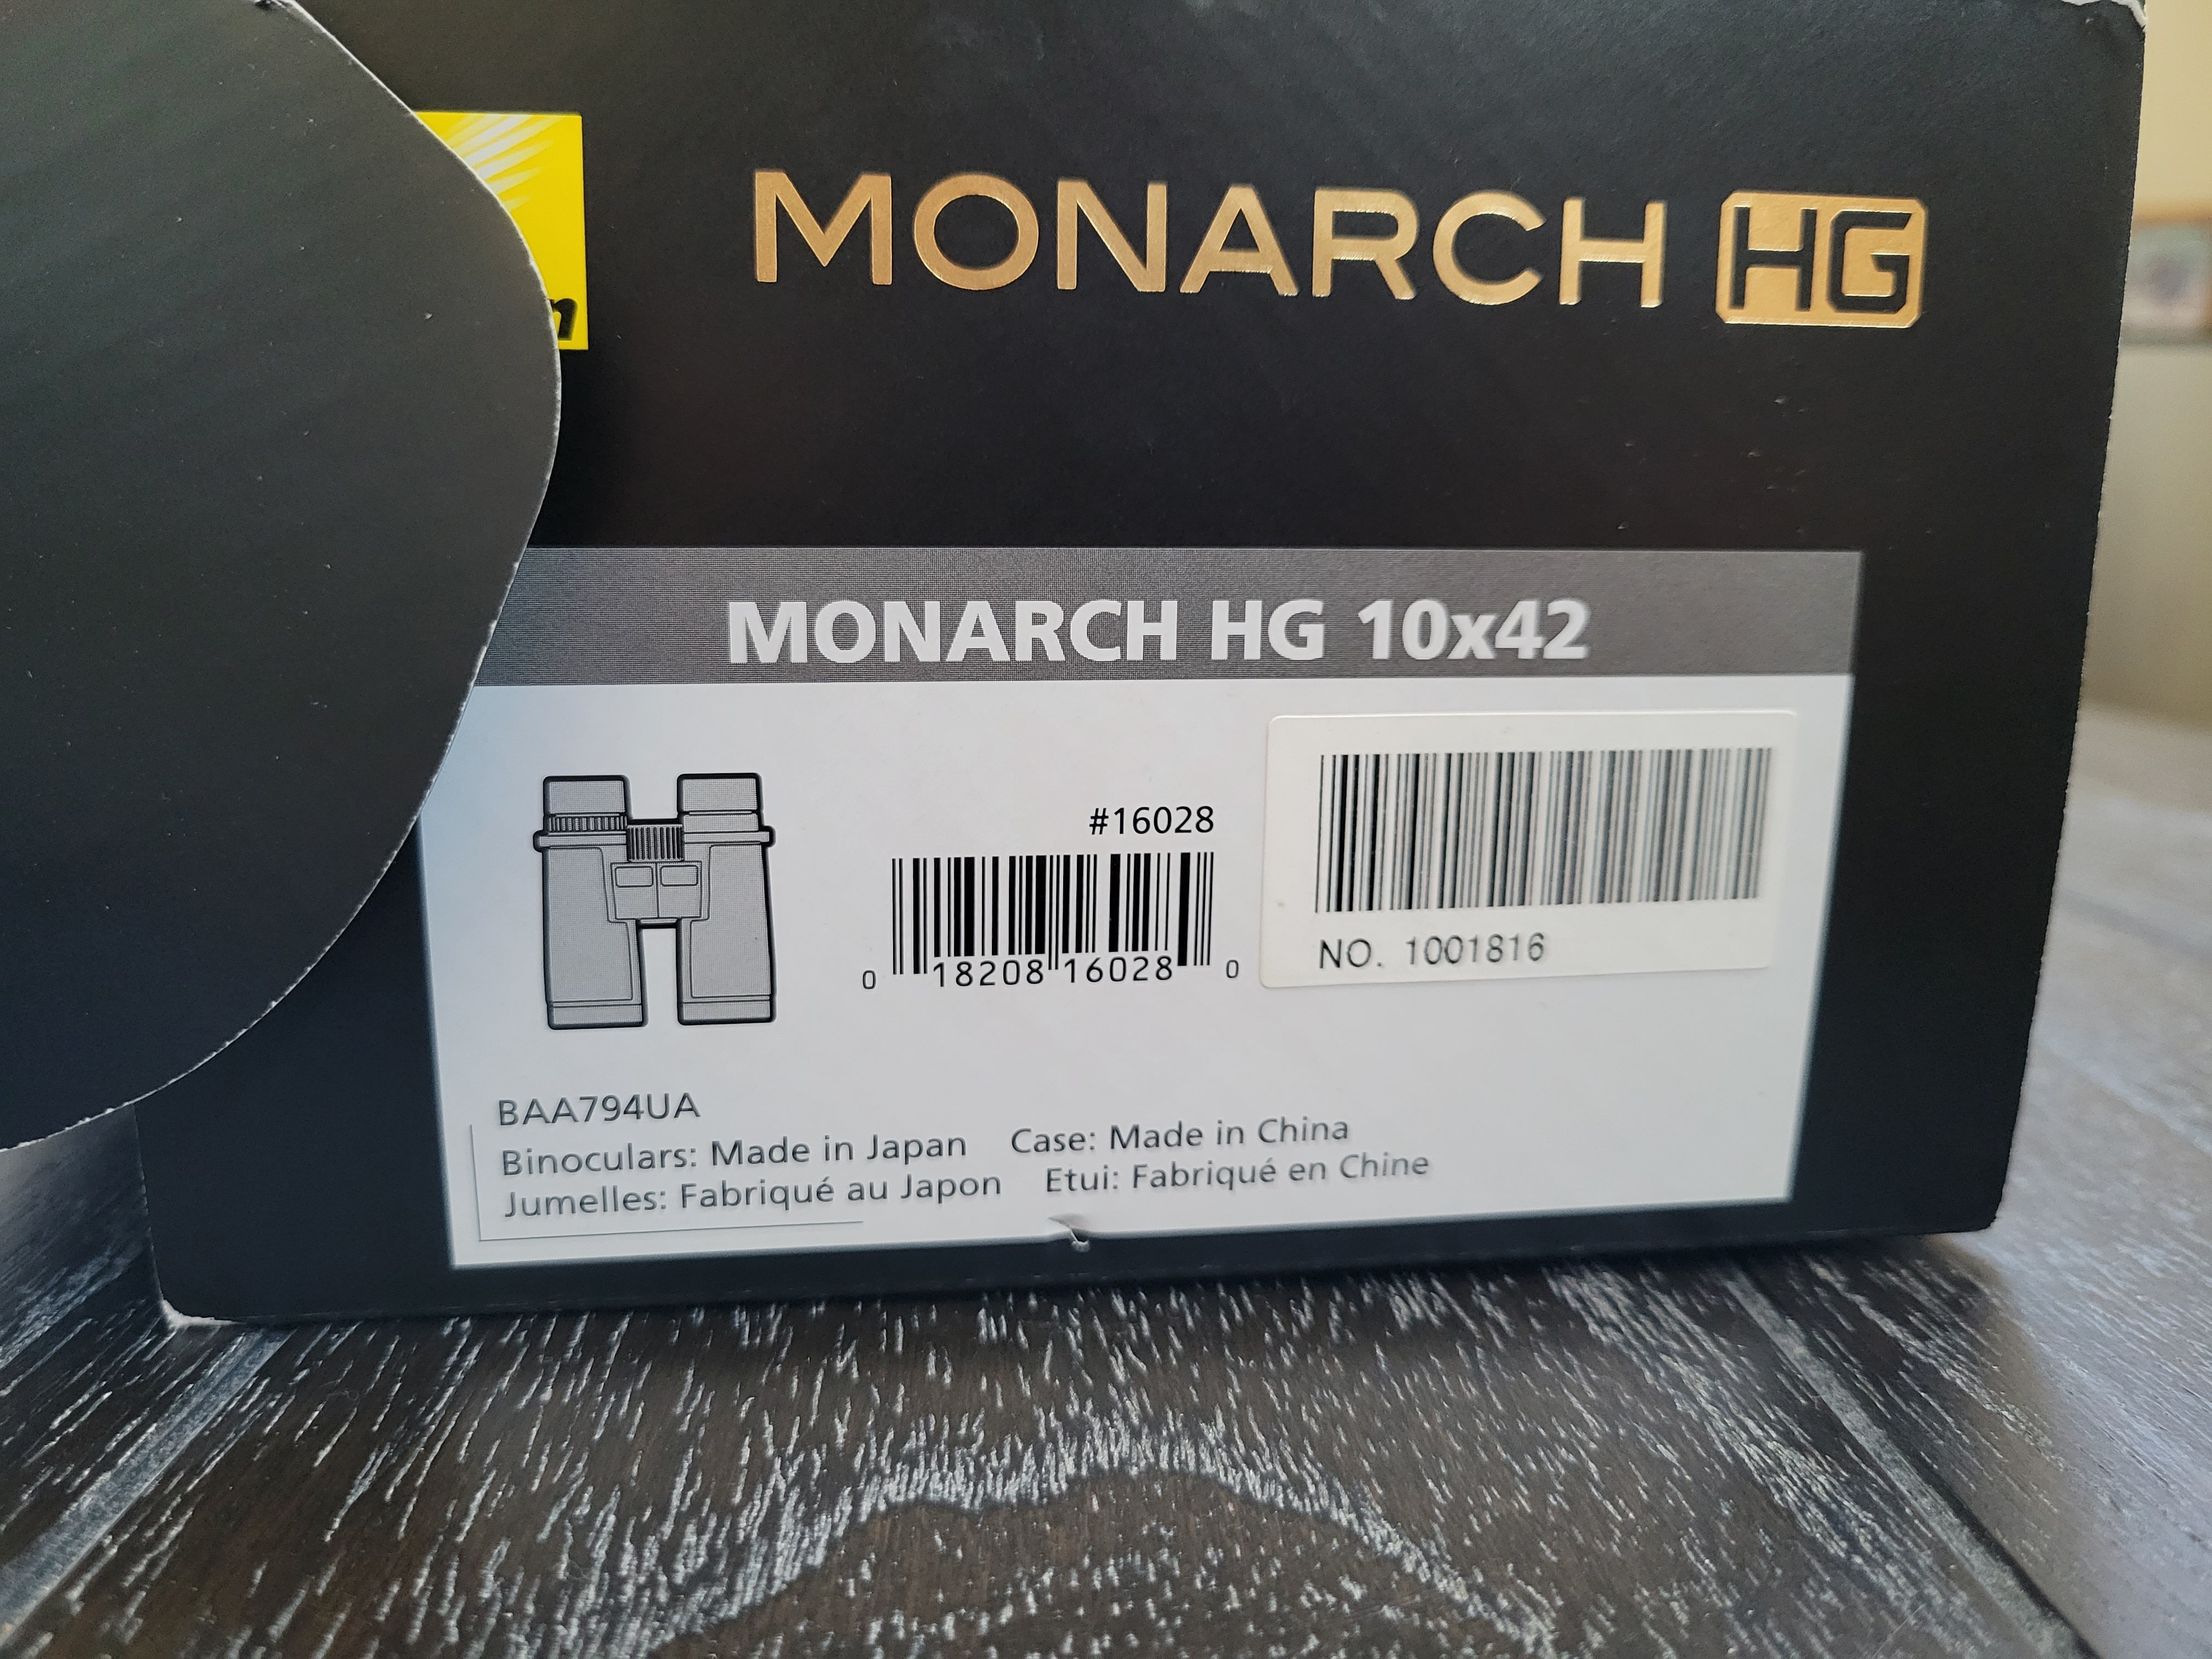 n
MONARCH HG
MONARCH HG 10x42
#16028
0 18208 16028 0
NO. 1001816
BAA794UA
Binoculars: Made in Japan Case: Made in China
Jumelles: Fabriqué au Japon Etui: Fabriqué en Chine